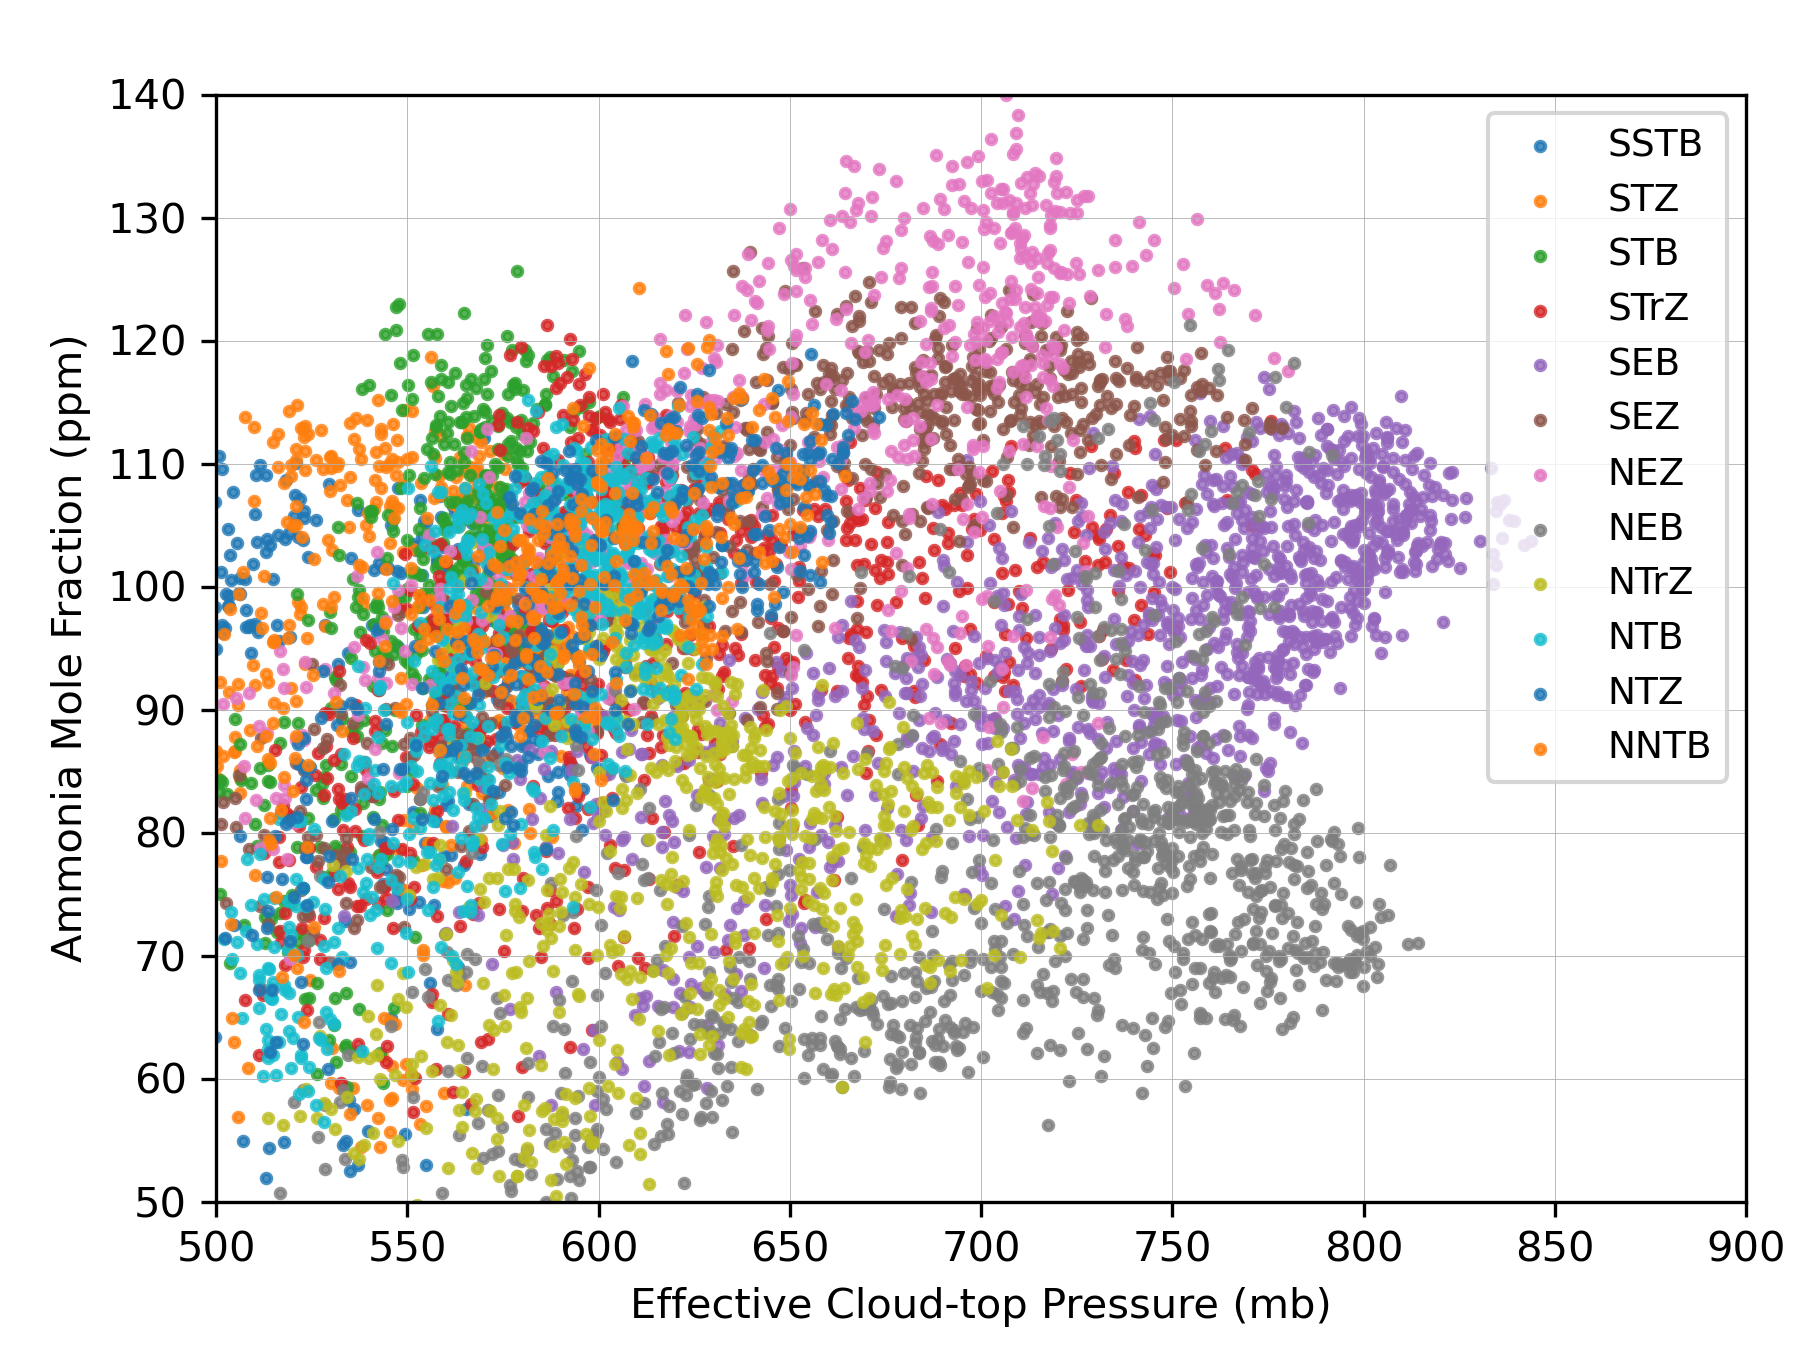 140
130
120
110
100
90
80
70
60
50
Ammonia Mole Fraction (ppm)
500 550 600 650 700 750 800 850 900
Effective Cloud-top Pressure (mb)
SSTB
STZ
STB
STrZ
SEB
SEZ
NEZ
NEB
NTrZ
NTB
NTZ
NNTB